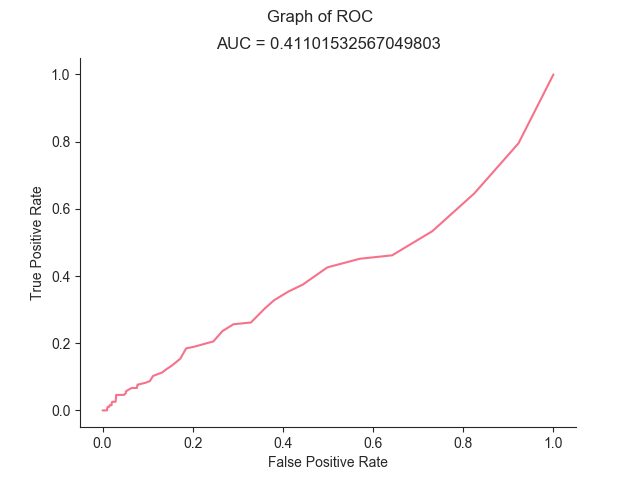 Graph of ROC
AUC = 0.41101532567049803
1.0
0.8
0.6
0.4
0.2
0.0
True Positive Rate
0.0 0.2 0.4 0.6 0.8 1.0
False Positive Rate